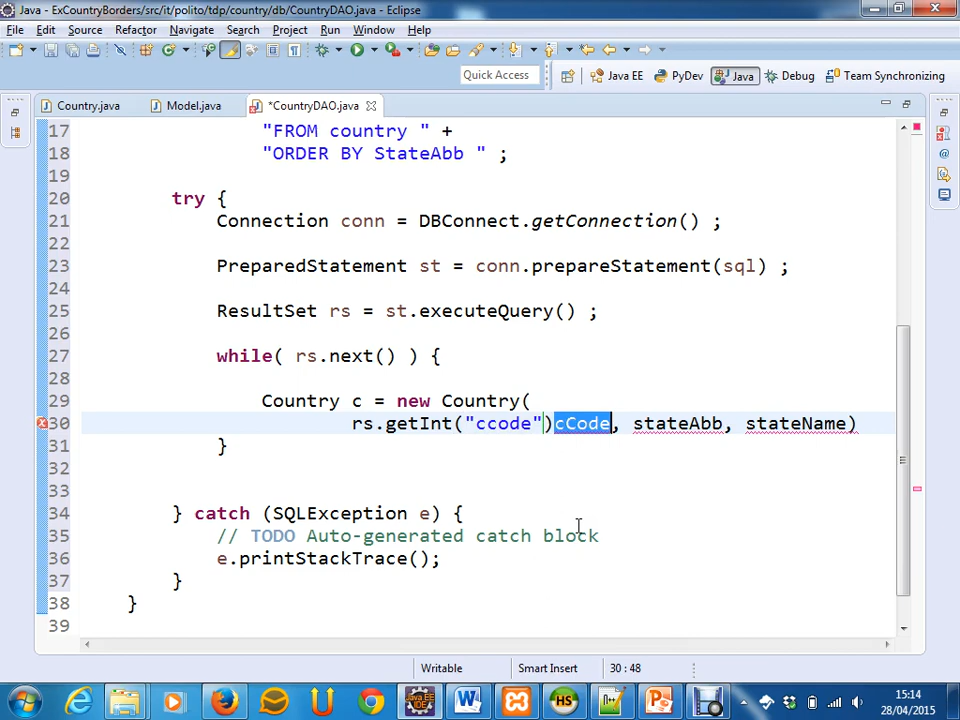 Java - ExCountryBorders/src/it/polito/tdp/country/db/CountryDAO.java - Eclipse
File Edit Source Refactor Navigate Search Project Run Window Help
Quick Access Java EE PyDev Java Debug Team Synchronizing
Country.java Model.java *CountryDAO.java
17 "FROM country " +
18 "ORDER BY StateAbb " ;
19
20 try {
21 Connection conn = DBConnect.getConnection() ;
22
23 PreparedStatement st = conn.prepareStatement(sql) ;
24
25 ResultSet rs = st.executeQuery() ;
26
27 while( rs.next() ) {
28
29 Country c = new Country(
30 rs.getInt("ccode")cCode, stateAbb, stateName)
31 }
32
33
34 } catch (SQLException e) {
35 // TODO Auto-generated catch block
36 e.printStackTrace();
37 }
38 }
39
Writable Smart Insert 30 : 48
15:14
28/04/2015